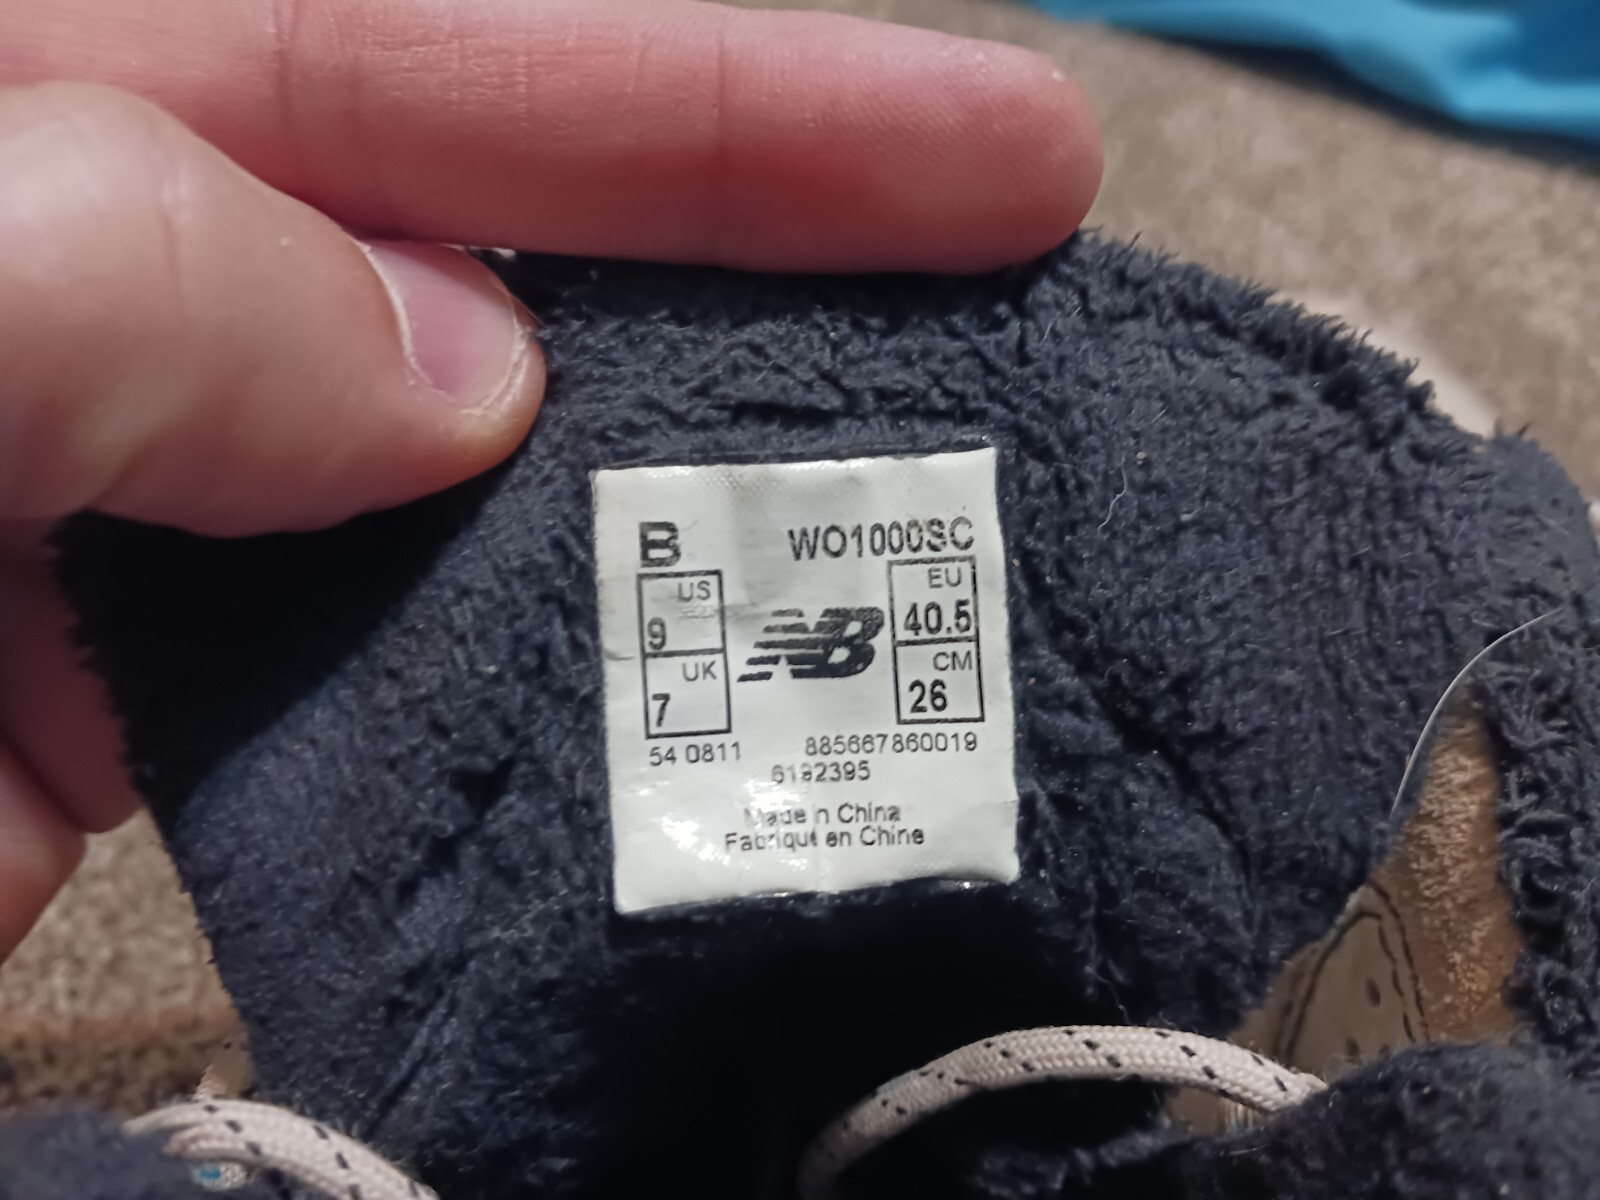 B WO1000SC
US EU
9 40.5
UK CM
7 26
54 0811 885667860019
6192395
Made in China
Fabriqué en Chine